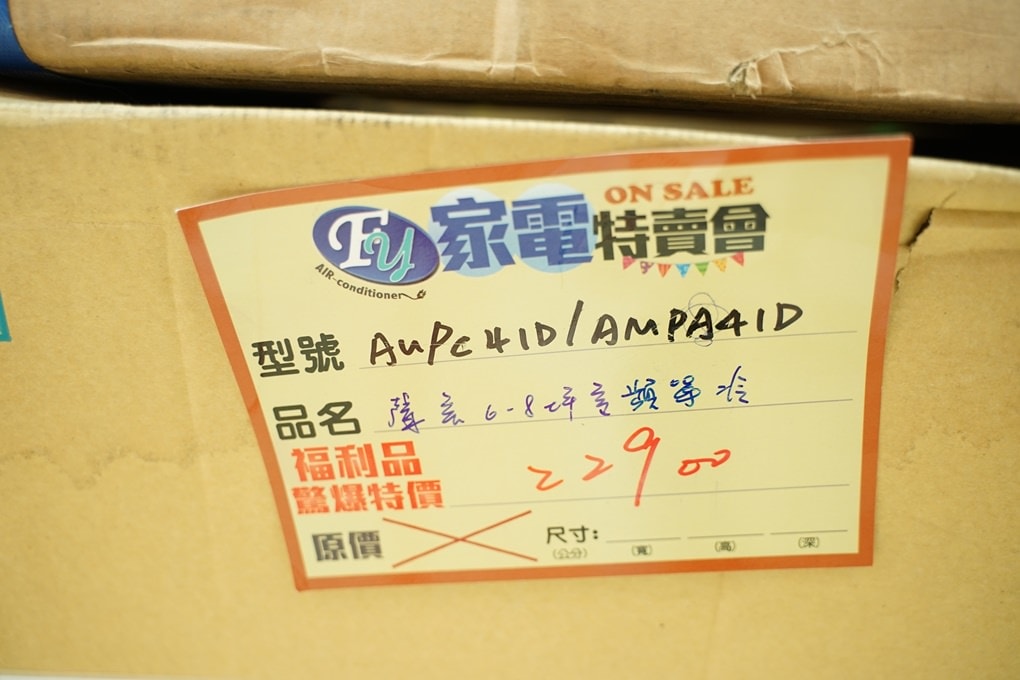 FY 家電特賣會 ON SALE
AIR-conditioner
型號 AUPC41D/AMPA41D
品名 聲寶 6-8坪變頻單冷
福利品
驚爆特價 22900
原價 尺寸:
(公分) (寬) (高) (深)